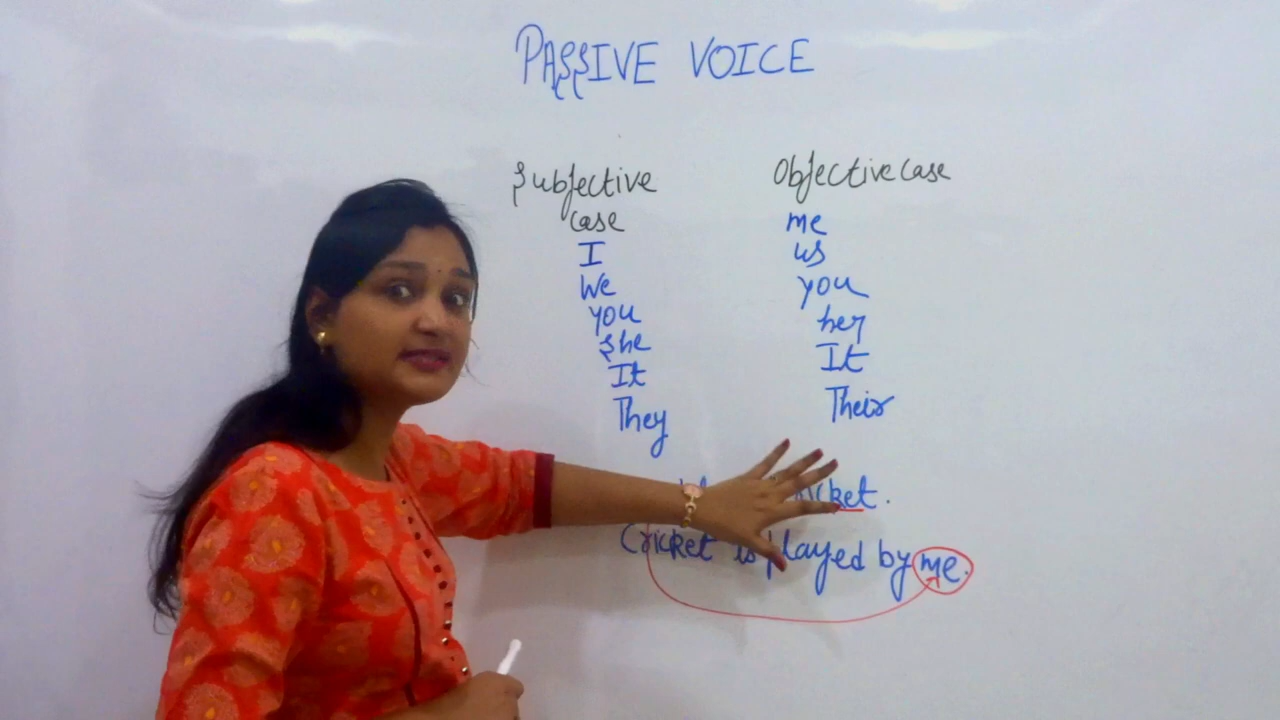 PASSIVE VOICE
Subjective Objective case
case me
I us
We you
you her
She It
It Their
They
Cricket is played by me.